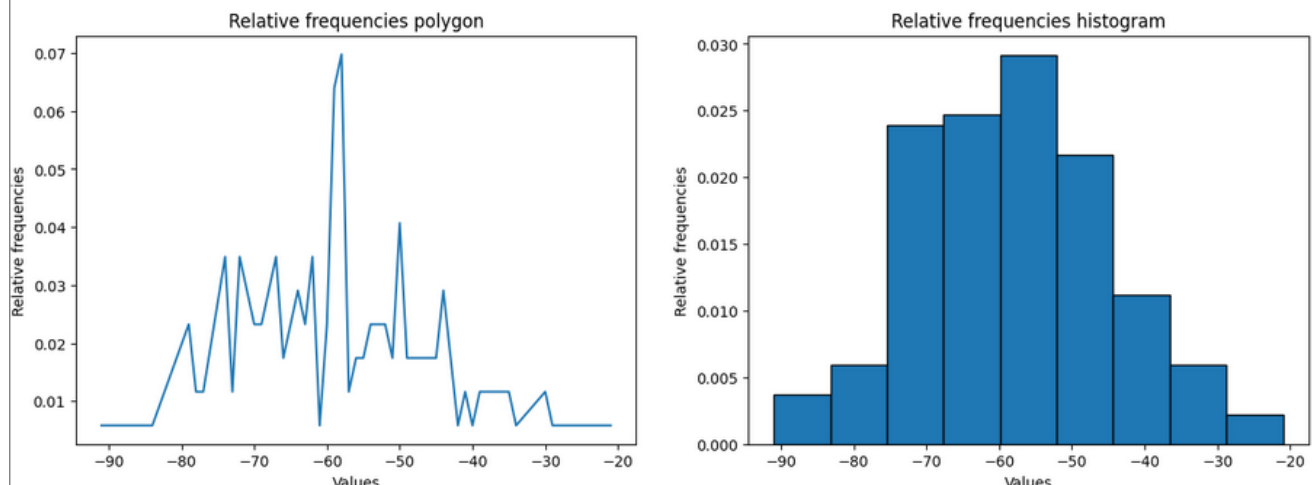 Relative frequencies polygon
0.07
0.06
0.05
0.04
0.03
0.02
0.01
Relative frequencies
−90 −80 −70 −60 −50 −40 −30 −20
Values
Relative frequencies histogram
0.030
0.025
0.020
0.015
0.010
0.005
0.000
Relative frequencies
−90 −80 −70 −60 −50 −40 −30 −20
Values